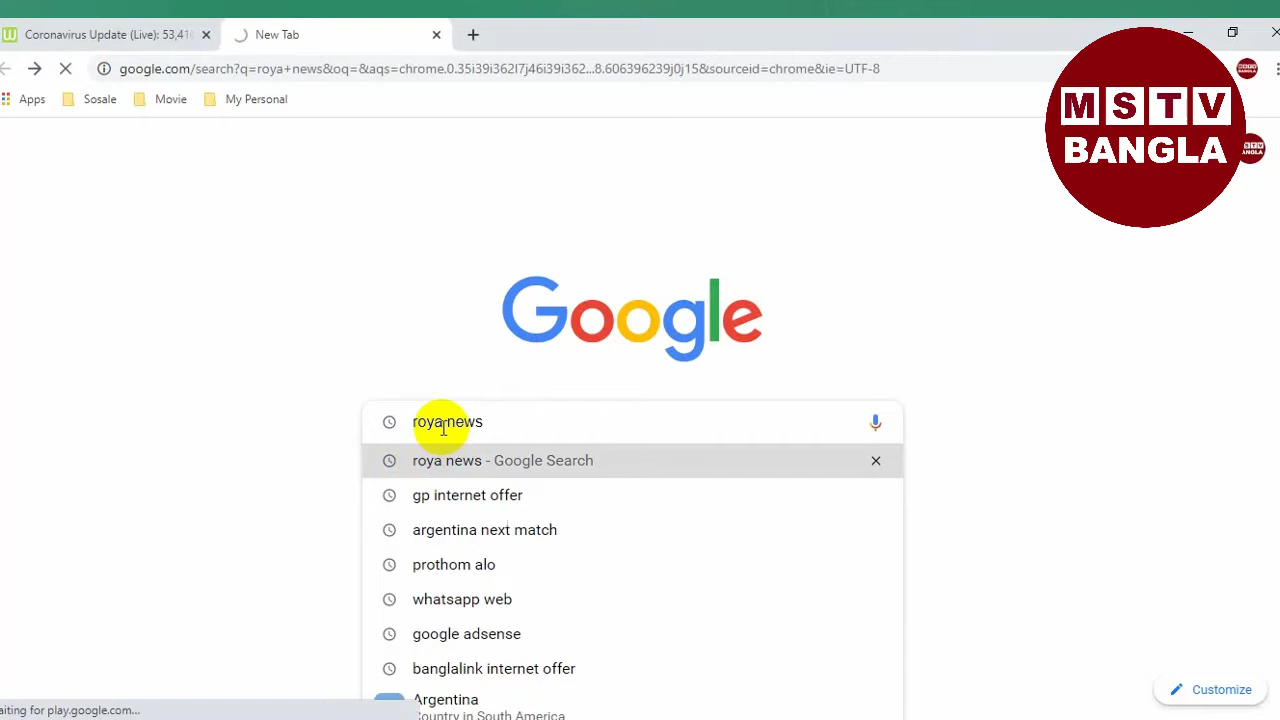 Coronavirus Update (Live): 53,41
New Tab
google.com/search?q=roya+news&oq=&aqs=chrome.0.35i39i362l7j46i39i362...8.606396239j0j15&sourceid=chrome&ie=UTF-8
Apps
Sosale
Movie
My Personal
MSTV
BANGLA
Google
roya news
roya news - Google Search
gp internet offer
argentina next match
prothom alo
whatsapp web
google adsense
banglalink internet offer
Argentina
Country in South America
Customize
aiting for play.google.com...